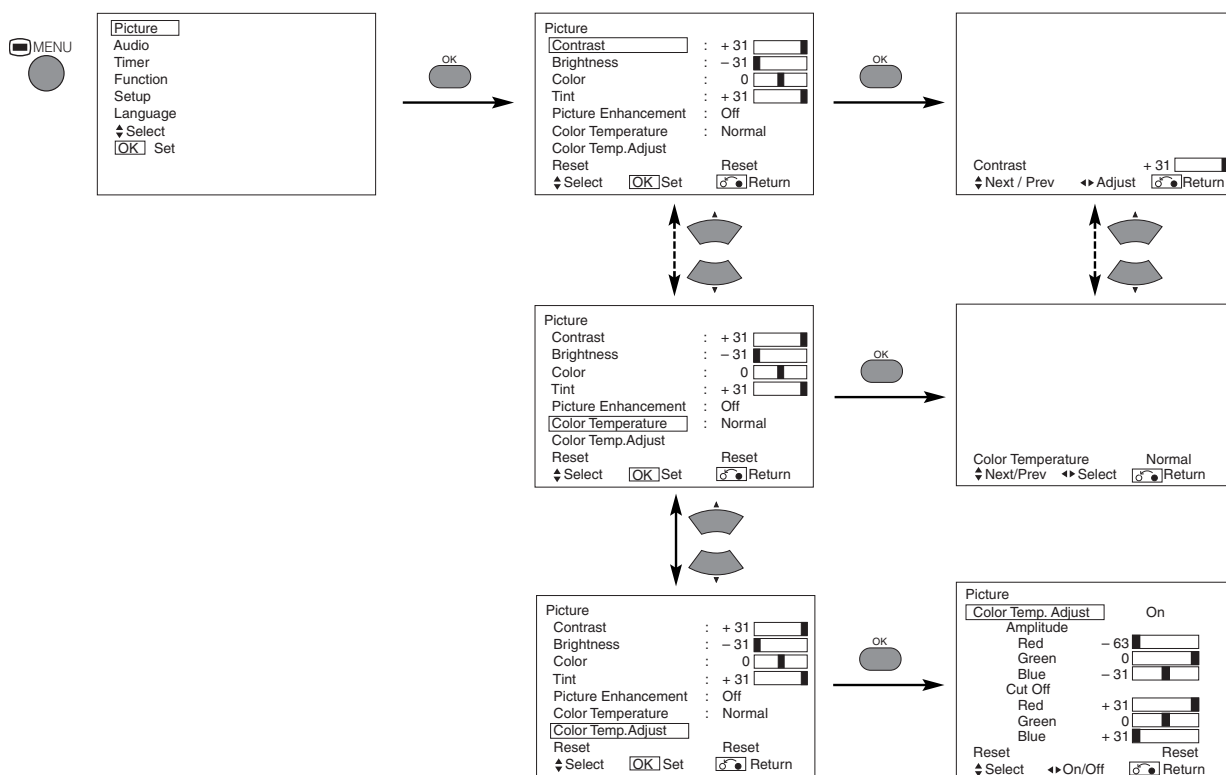 MENU
Picture
Audio
Timer
Function
Setup
Language
Select
OK Set
OK
Picture
Contrast : + 31
Brightness : – 31
Color : 0
Tint : + 31
Picture Enhancement : Off
Color Temperature : Normal
Color Temp.Adjust
Reset Reset
Select OK Set Return
OK
Contrast + 31
Next / Prev Adjust Return
Picture
Contrast : + 31
Brightness : – 31
Color : 0
Tint : + 31
Picture Enhancement : Off
Color Temperature : Normal
Color Temp.Adjust
Reset Reset
Select OK Set Return
OK
Color Temperature Normal
Next/Prev Select Return
Picture
Contrast : + 31
Brightness : – 31
Color : 0
Tint : + 31
Picture Enhancement : Off
Color Temperature : Normal
Color Temp.Adjust
Reset Reset
Select OK Set Return
OK
Picture
Color Temp. Adjust On
Amplitude
Red – 63
Green 0
Blue – 31
Cut Off
Red + 31
Green 0
Blue + 31
Reset Reset
Select On/Off Return